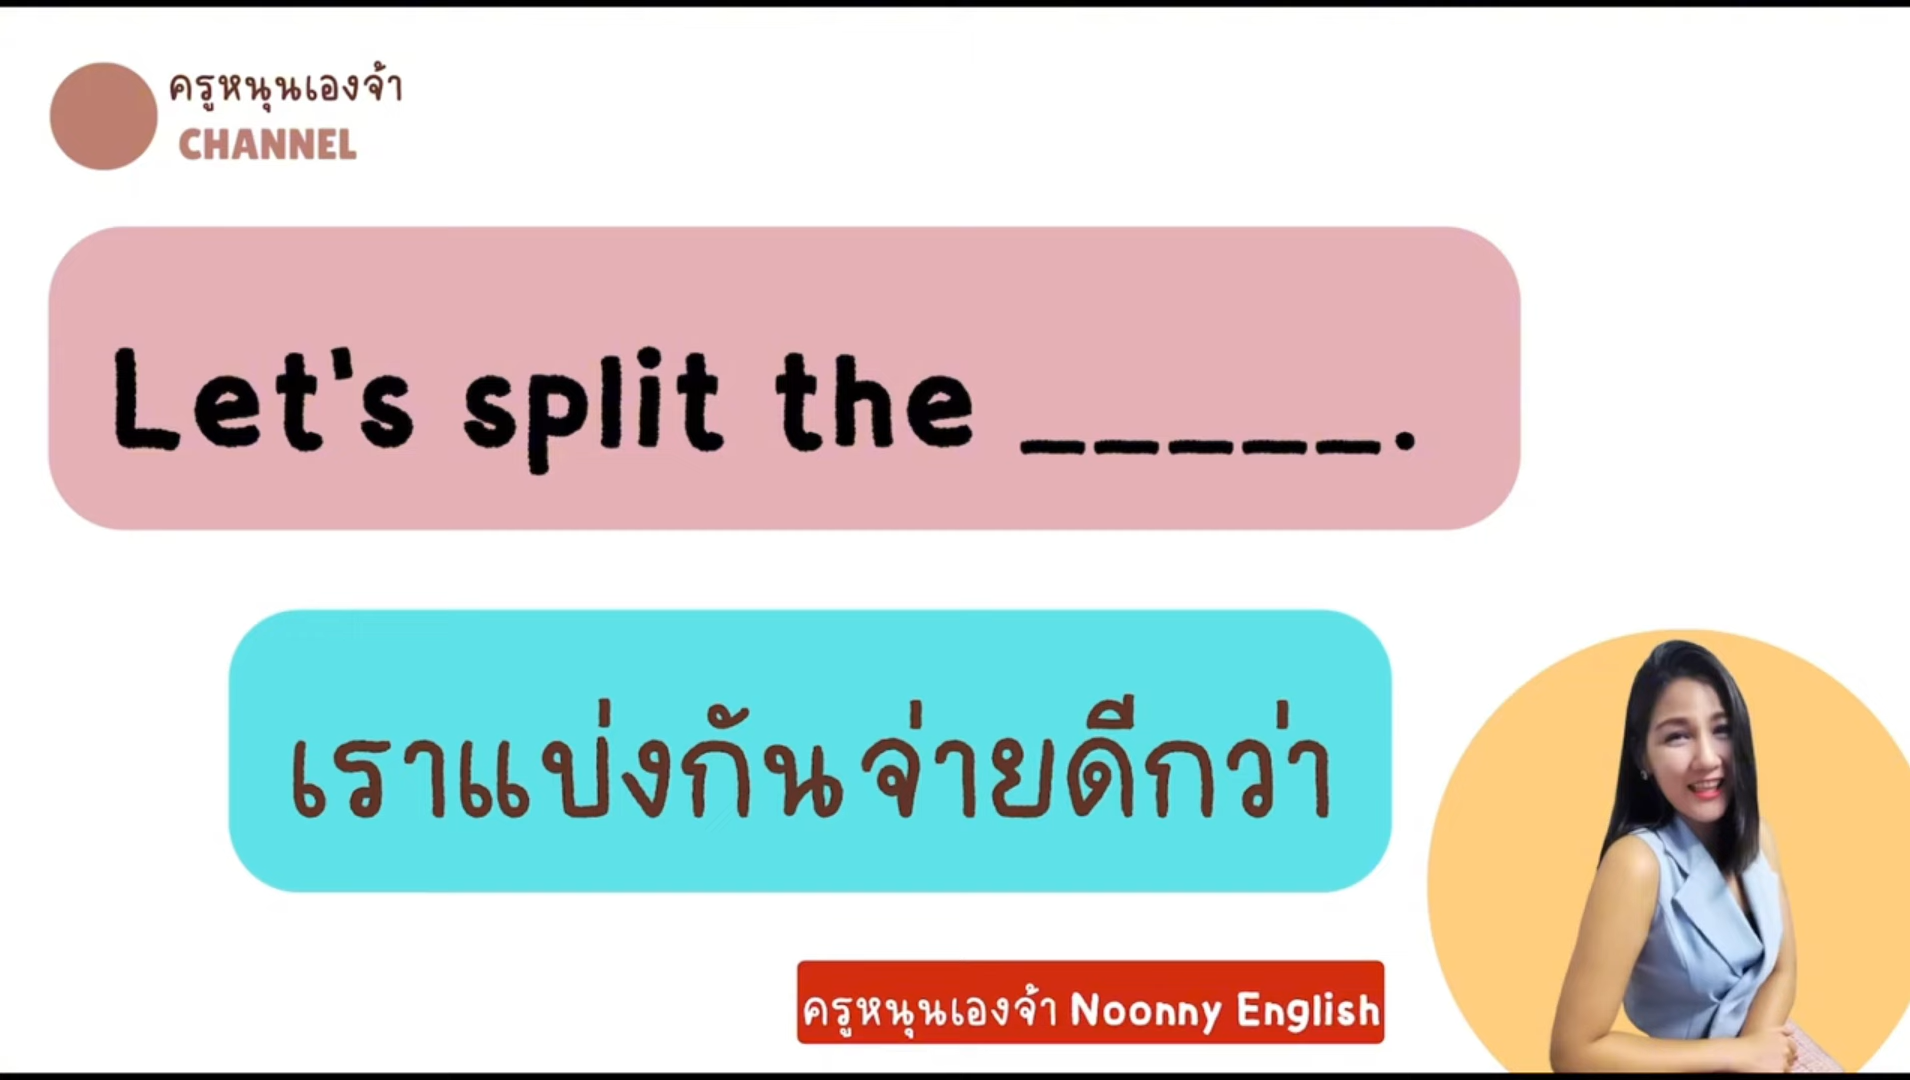 ครูหนุนเองจ้า
CHANNEL
Let's split the _____.
เราแบ่งกันจ่ายดีกว่า
ครูหนุนเองจ้า Noonny English